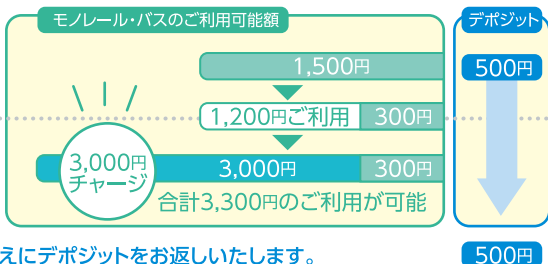 モノレール・バスのご利用可能額
デポジット
1,500円
500円
1,200円ご利用
300円
3,000円
チャージ
3,000円
300円
合計3,300円のご利用が可能
えにデポジットをお返しいたします。
500円